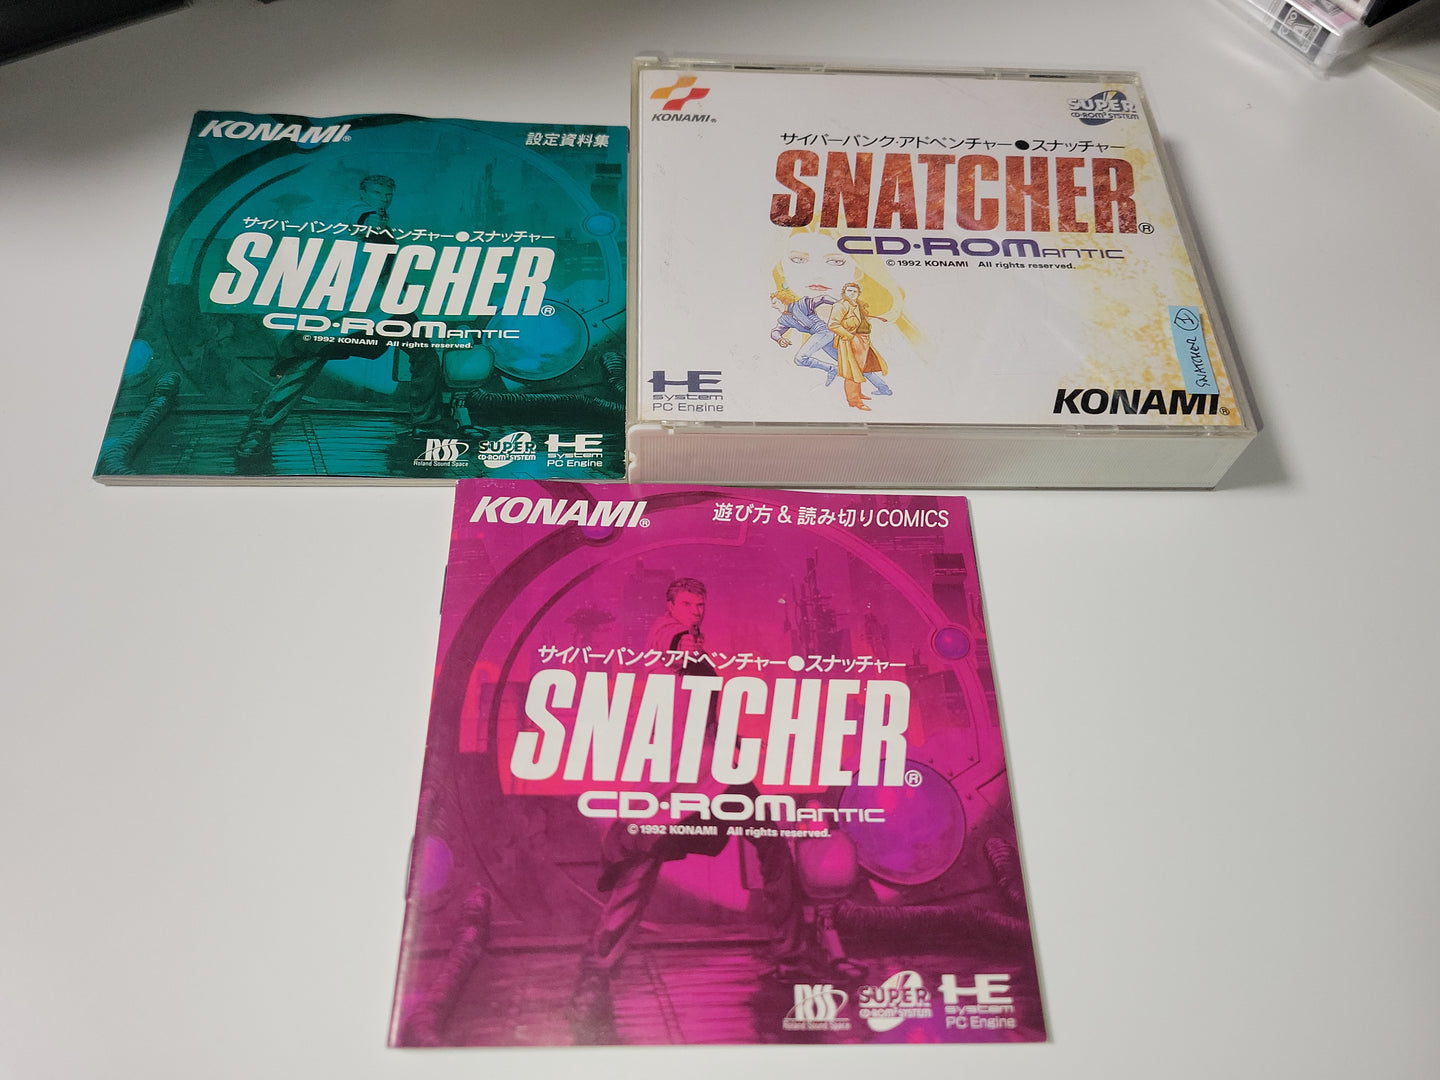 KONAMI®
設定資料集
サイバーパンク・アドベンチャー●スナッチャー
SNATCHER®
CD・ROMANTIC
© 1992 KONAMI All rights reserved.
RSS
Roland Sound Space
SUPER
CD-ROM² SYSTEM
HE
system
PC Engine
KONAMI®
SUPER
CD-ROM² SYSTEM
サイバーパンク・アドベンチャー●スナッチャー
SNATCHER®
CD・ROMANTIC
© 1992 KONAMI All rights reserved.
HE
system
PC Engine
SNATCHER ①
KONAMI®
KONAMI®
遊び方 & 読み切りCOMICS
サイバーパンク・アドベンチャー●スナッチャー
SNATCHER®
CD・ROMANTIC
© 1992 KONAMI All rights reserved.
RSS
Roland Sound Space
SUPER
CD-ROM² SYSTEM
HE
system
PC Engine